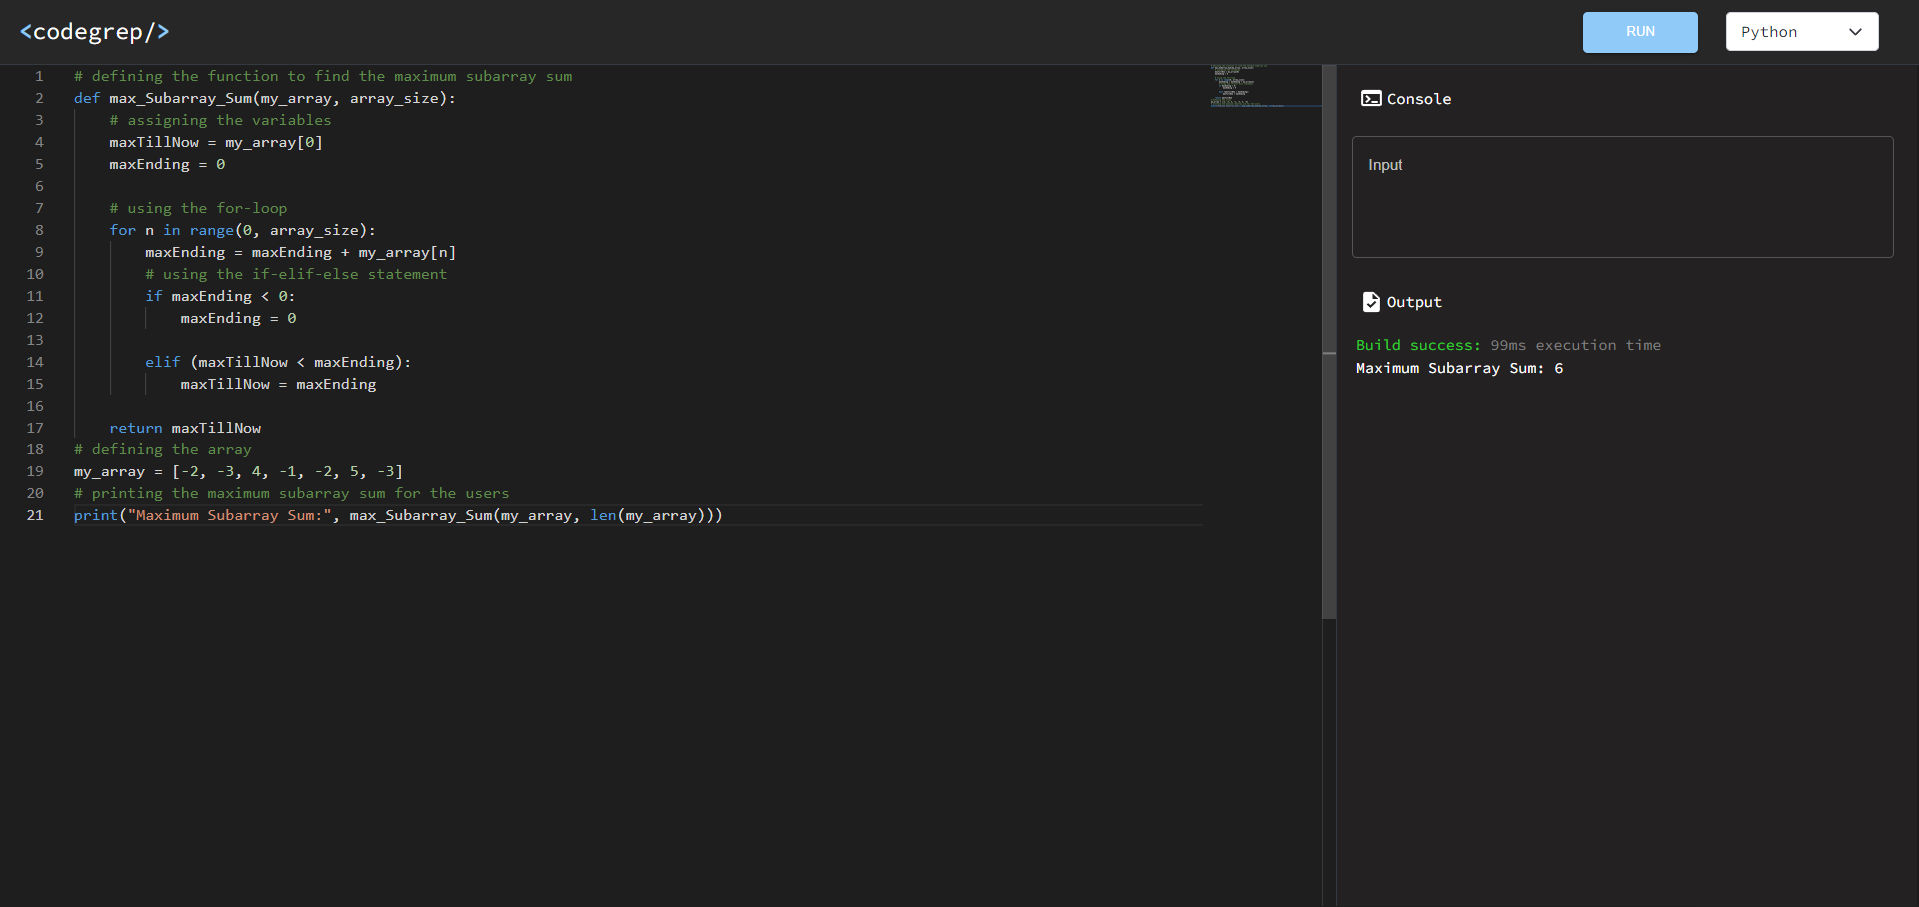 <codegrep/>
RUN
Python
1 # defining the function to find the maximum subarray sum
2 def max_Subarray_Sum(my_array, array_size):
3     # assigning the variables
4     maxTillNow = my_array[0]
5     maxEnding = 0
6
7     # using the for-loop
8     for n in range(0, array_size):
9         maxEnding = maxEnding + my_array[n]
10         # using the if-elif-else statement
11         if maxEnding < 0:
12             maxEnding = 0
13
14         elif (maxTillNow < maxEnding):
15             maxTillNow = maxEnding
16
17     return maxTillNow
18 # defining the array
19 my_array = [-2, -3, 4, -1, -2, 5, -3]
20 # printing the maximum subarray sum for the users
21 print("Maximum Subarray Sum:", max_Subarray_Sum(my_array, len(my_array)))
Console
Input
Output
Build success: 99ms execution time
Maximum Subarray Sum: 6